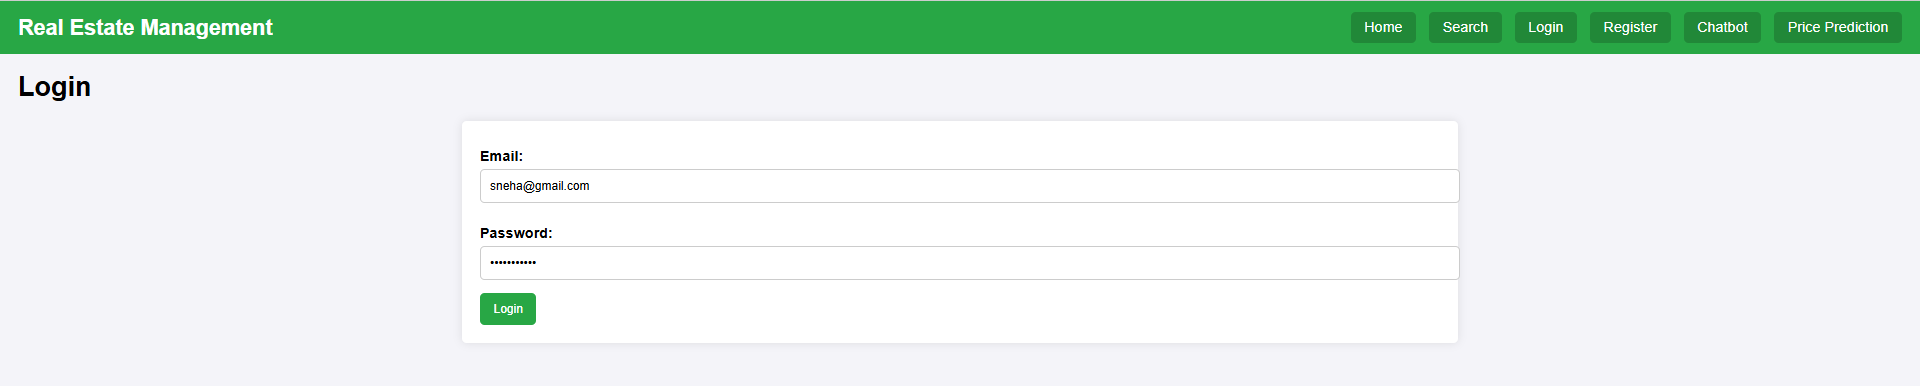 Real Estate Management Home Search Login Register Chatbot Price Prediction
Login
Email:
sneha@gmail.com
Password:
•••••••••••
Login